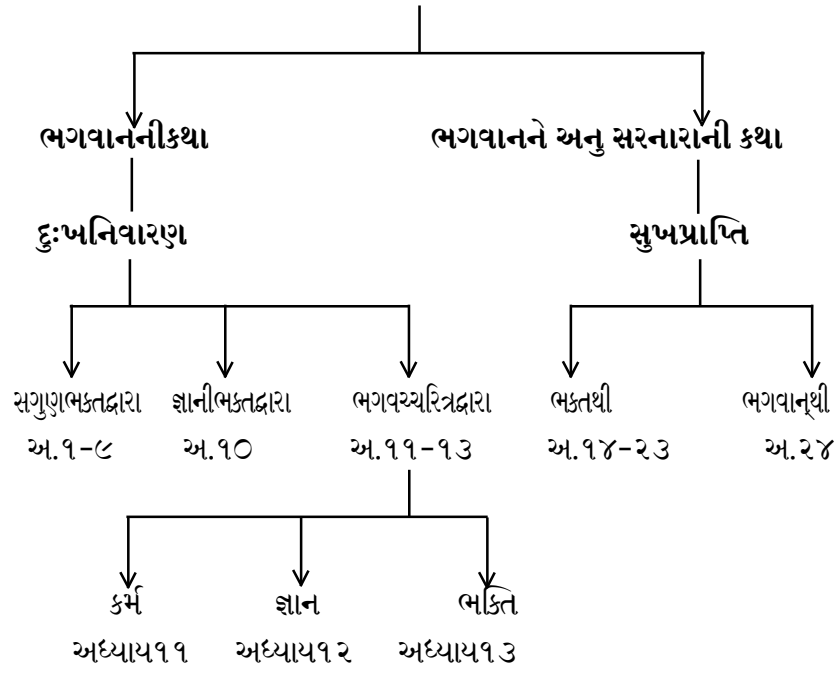 ભગવાનનીકથા ભગવાનને અનુ સરનારાની કથા
દુઃખનિવારણ સુખપ્રાપ્તિ
સગુણભક્તદ્વારા જ્ઞાનીભક્તદ્વારા ભગવચ્ચરિત્રદ્વારા ભક્તથી ભગવાન્‌થી
અ.૧-૯ અ.૧૦ અ.૧૧-૧૩ અ.૧૪-૨૩ અ.૨૪
કર્મ જ્ઞાન ભક્તિ
અધ્યાય૧૧ અધ્યાય૧૨ અધ્યાય૧૩